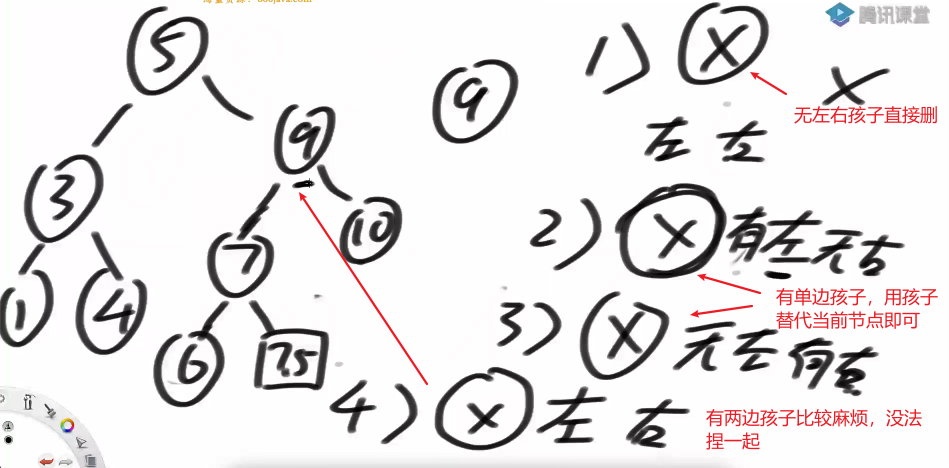 腾讯课堂
5
3
9
1
4
7
10
6
7.5
9
1) X
X
无左右孩子直接删
左 左
2) X 有左无右
有单边孩子，用孩子
替代当前节点即可
3) X 无左有右
4) X 左 右
有两边孩子比较麻烦，没法
捏一起